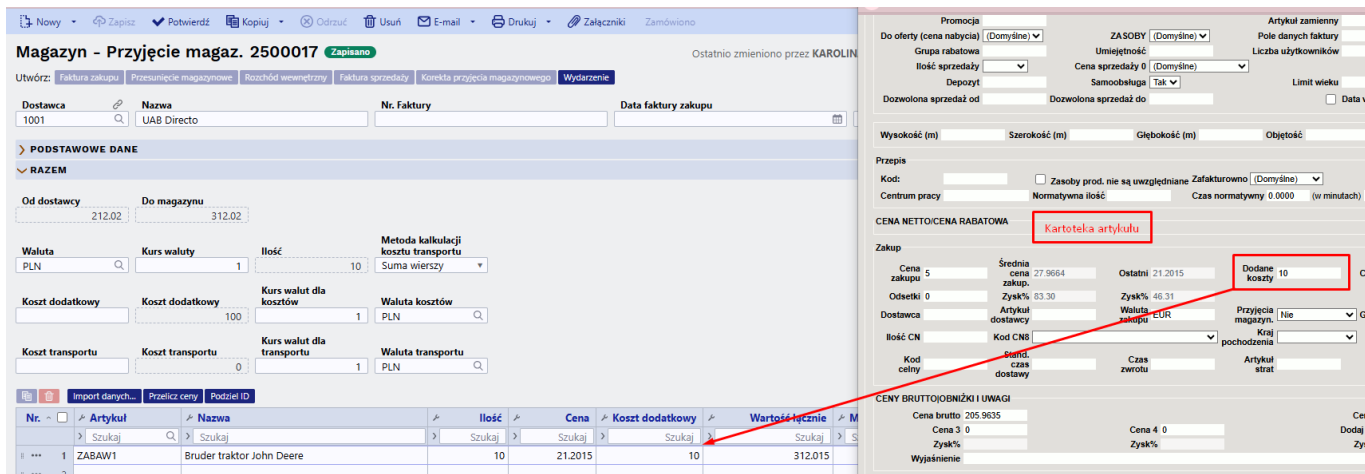 Nowy Zapisz Potwierdź Kopiuj Odrzuć Usuń E-mail Drukuj Załączniki Zamówiono
Magazyn - Przyjęcie magaz. 2500017 Zapisano
Ostatnio zmieniono przez KAROLIN
Utwórz: Faktura zakupu Przesunięcie magazynowe Rozchód wewnętrzny Faktura sprzedaży Korekta przyjęcia magazynowego Wydarzenie
Dostawca Nazwa Nr. Faktury Data faktury zakupu
1001 UAB Directo
PODSTAWOWE DANE
RAZEM
Od dostawcy Do magazynu
212.02 312.02
Waluta Kurs waluty Ilość Metoda kalkulacji kosztu transportu
PLN 1 10 Suma wierszy
Koszt dodatkowy Koszt dodatkowy Kurs walut dla kosztów Waluta kosztów
100 1 PLN
Koszt transportu Koszt transportu Kurs walut dla transportu Waluta transportu
0 1 PLN
Import danych... Przelicz ceny Podziel ID
Nr. Artykuł Nazwa Ilość Cena Koszt dodatkowy Wartość łącznie M
Szukaj Szukaj Szukaj Szukaj Szukaj Szukaj S
1 ZABAW1 Bruder traktor John Deere 10 21.2015 10 312.015
2
Promocja Artykuł zamienny
Do oferty (cena nabycia) (Domyślne) ZASOBY (Domyślne) Pole danych faktury
Grupa rabatowa Umiejętność Liczba użytkowników
Ilość sprzedaży Cena sprzedaży 0 (Domyślne)
Depozyt Samoobsługa Tak Limit wieku
Dozwolona sprzedaż od Dozwolona sprzedaż do Data w
Wysokość (m) Szerokość (m) Głębokość (m) Objętość
Przepis
Kod: Zasoby prod. nie są uwzględniane Zafakturowno (Domyślne)
Centrum pracy Normatywna ilość Czas normatywny 0.0000 (w minutach)
CENA NETTO/CENA RABATOWA
Kartoteka artykułu
Zakup
Cena zakupu 5 Średnia cena zakup. 27.9664 Ostatni 21.2015 Dodane koszty 10 C
Odsetki 0 Zysk% 83.30 Zysk% 46.31
Dostawca Artykuł dostawcy Waluta zakupu EUR Przyjęcia magazyn. Nie G
Ilość CN Kod CN8 Kraj pochodzenia
Kod celny Stand. czas dostawy Czas zwrotu Artykuł strat
CENY BRUTTO|OBNIŻKI I UWAGI
Cena brutto 205.9635 Cen
Cena 3 0 Cena 4 0 Dodaj
Zysk% Zysk% Zy
Wyjaśnienie